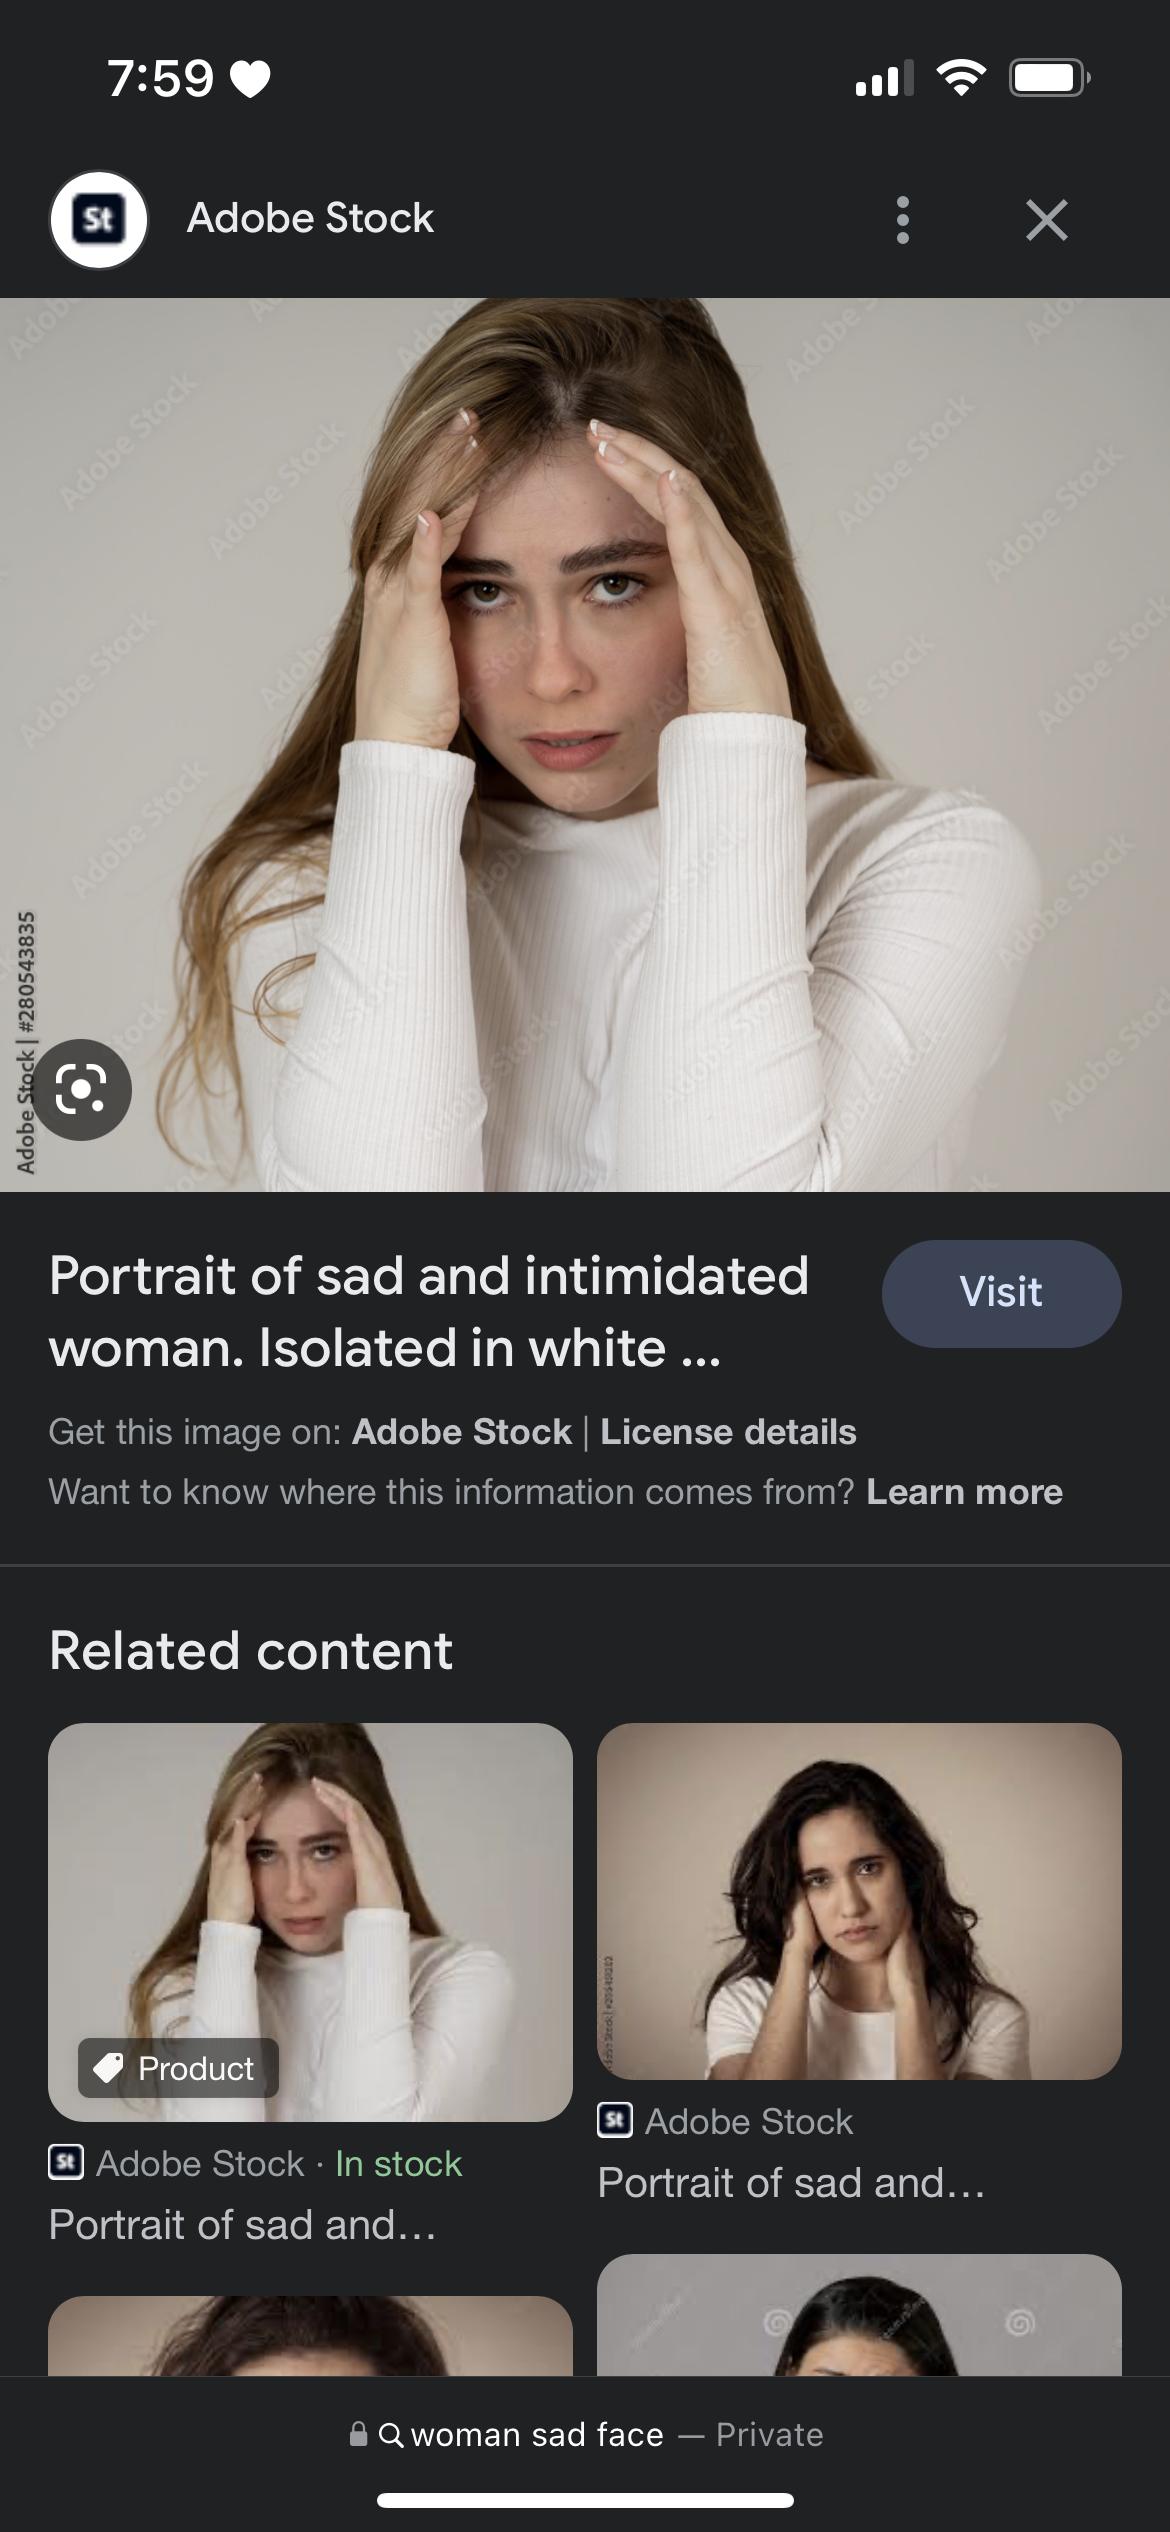 7:59
St
Adobe Stock
Adobe Stock
Adobe Stock | #280543835
Portrait of sad and intimidated
woman. Isolated in white ...
Visit
Get this image on: Adobe Stock | License details
Want to know where this information comes from? Learn more
Related content
Product
St Adobe Stock · In stock
Portrait of sad and...
St Adobe Stock
Portrait of sad and...
woman sad face — Private